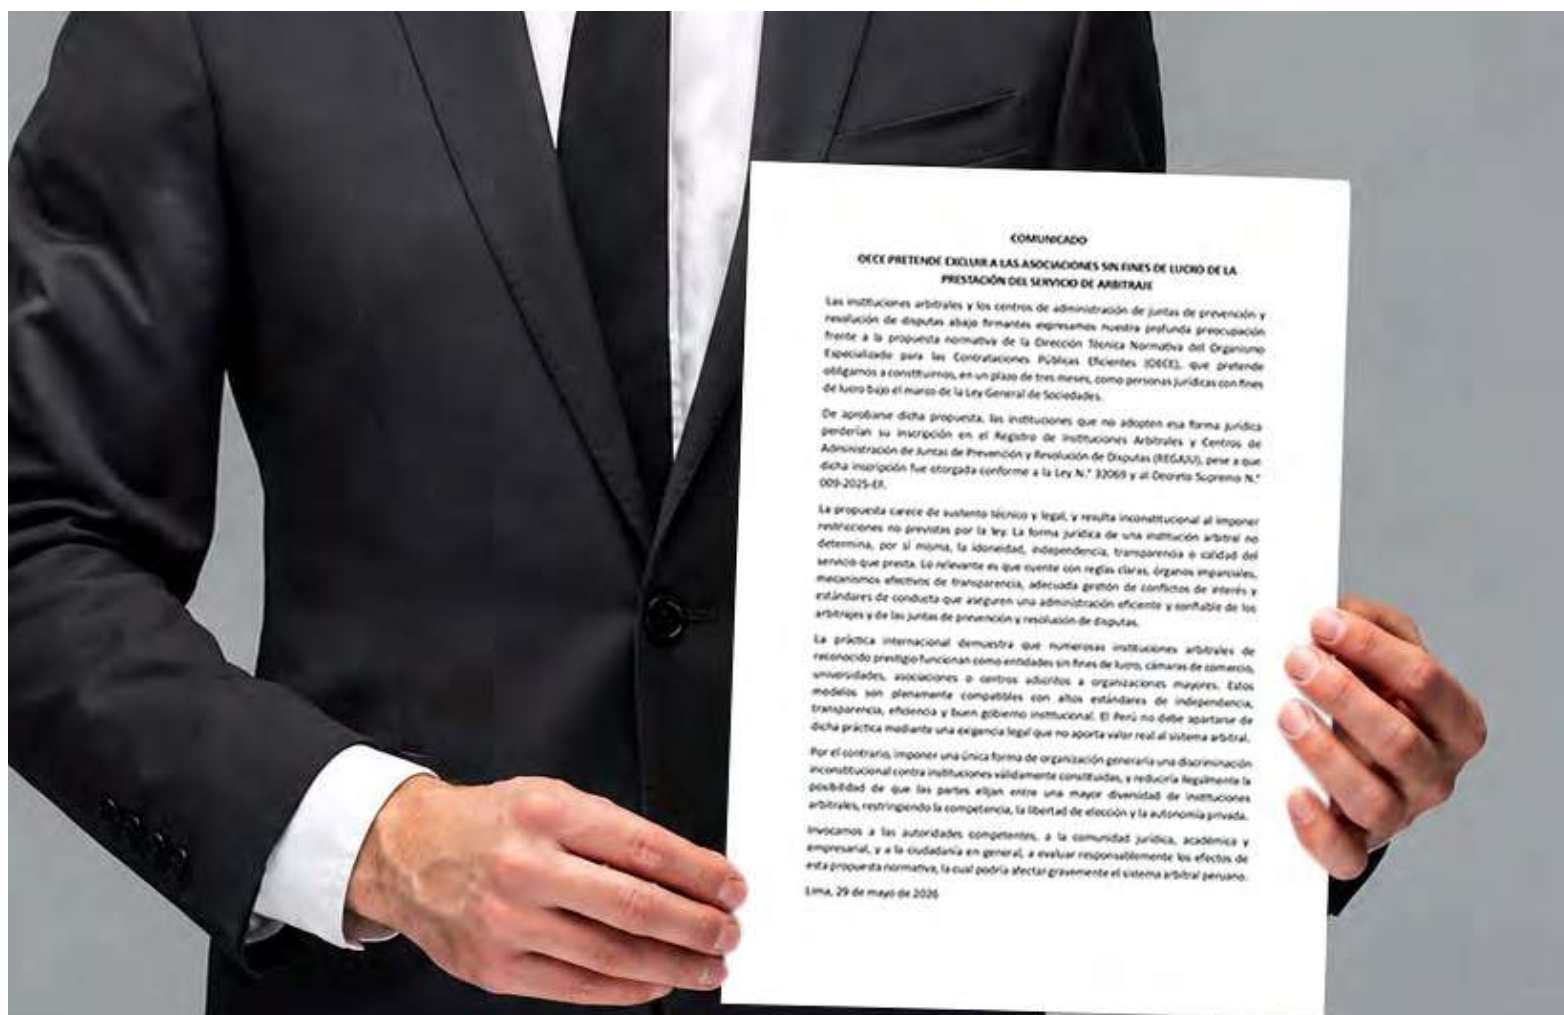 COMUNICADO
OECE PRETENDE EXCLUIR A LAS ASOCIACIONES SIN FINES DE LUCRO DE LA
PRESTACIÓN DEL SERVICIO DE ARBITRAJE
Las instituciones arbitrales y los centros de administración de juntas de prevención y
resolución de disputas abajo firmantes expresamos nuestra profunda preocupación
frente a la propuesta normativa de la Dirección Técnica Normativa del Organismo
Especializado para las Contrataciones Públicas Eficientes (OECE), que pretende
obligarnos a constituirnos, en un plazo de tres meses, como personas jurídicas con fines
de lucro bajo el marco de la Ley General de Sociedades.
De aprobarse dicha propuesta, las instituciones que no adopten esa forma jurídica
perderían su inscripción en el Registro de Instituciones Arbitrales y Centros de
Administración de Juntas de Prevención y Resolución de Disputas (REGAJU), pese a que
dicha inscripción fue otorgada conforme a la Ley N.° 32069 y al Decreto Supremo N.°
009-2025-EF.
La propuesta carece de sustento técnico y legal, y resulta inconstitucional al imponer
restricciones no previstas por la ley. La forma jurídica de una institución arbitral no
determina, por sí misma, la idoneidad, independencia, transparencia o calidad del
servicio que presta. Lo relevante es que cuente con reglas claras, órganos imparciales,
mecanismos efectivos de transparencia, adecuada gestión de conflictos de interés y
estándares de conducta que aseguren una administración eficiente y confiable de los
arbitrajes y de las juntas de prevención y resolución de disputas.
La práctica internacional demuestra que numerosas instituciones arbitrales de
reconocido prestigio funcionan como entidades sin fines de lucro, cámaras de comercio,
universidades, asociaciones o centros adscritos a organizaciones mayores. Estos
modelos son plenamente compatibles con altos estándares de independencia,
transparencia, eficiencia y buen gobierno institucional. El Perú no debe apartarse de
dicha práctica mediante una exigencia legal que no aporta valor real al sistema arbitral.
Por el contrario, imponer una única forma de organización generaría una discriminación
inconstitucional contra instituciones válidamente constituidas, y reduciría ilegalmente la
posibilidad de que las partes elijan entre una mayor diversidad de instituciones
arbitrales, restringiendo la competencia, la libertad de elección y la autonomía privada.
Invocamos a las autoridades competentes, a la comunidad jurídica, académica y
empresarial, y a la ciudadanía en general, a evaluar responsablemente los efectos de
esta propuesta normativa, la cual podría afectar gravemente el sistema arbitral peruano.
Lima, 29 de mayo de 2026